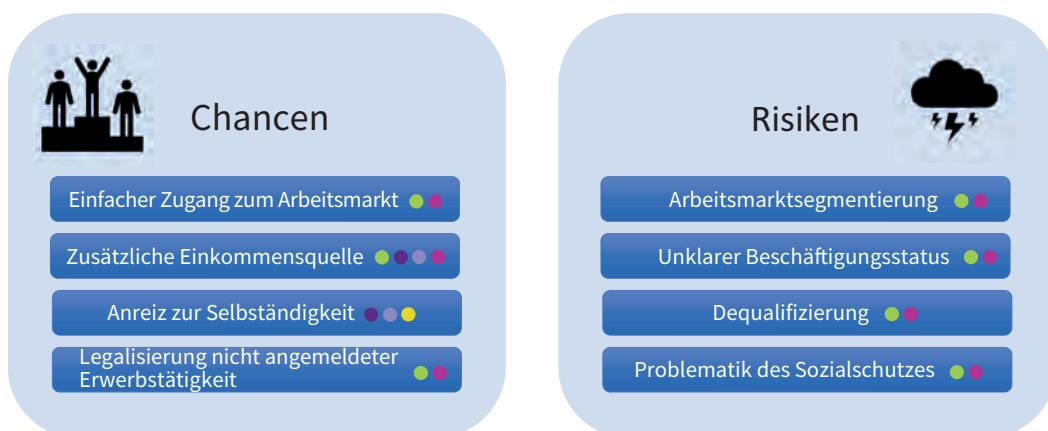 Chancen
Einfacher Zugang zum Arbeitsmarkt
Zusätzliche Einkommensquelle
Anreiz zur Selbständigkeit
Legalisierung nicht angemeldeter
Erwerbstätigkeit
Risiken
Arbeitsmarktsegmentierung
Unklarer Beschäftigungsstatus
Dequalifizierung
Problematik des Sozialschutzes